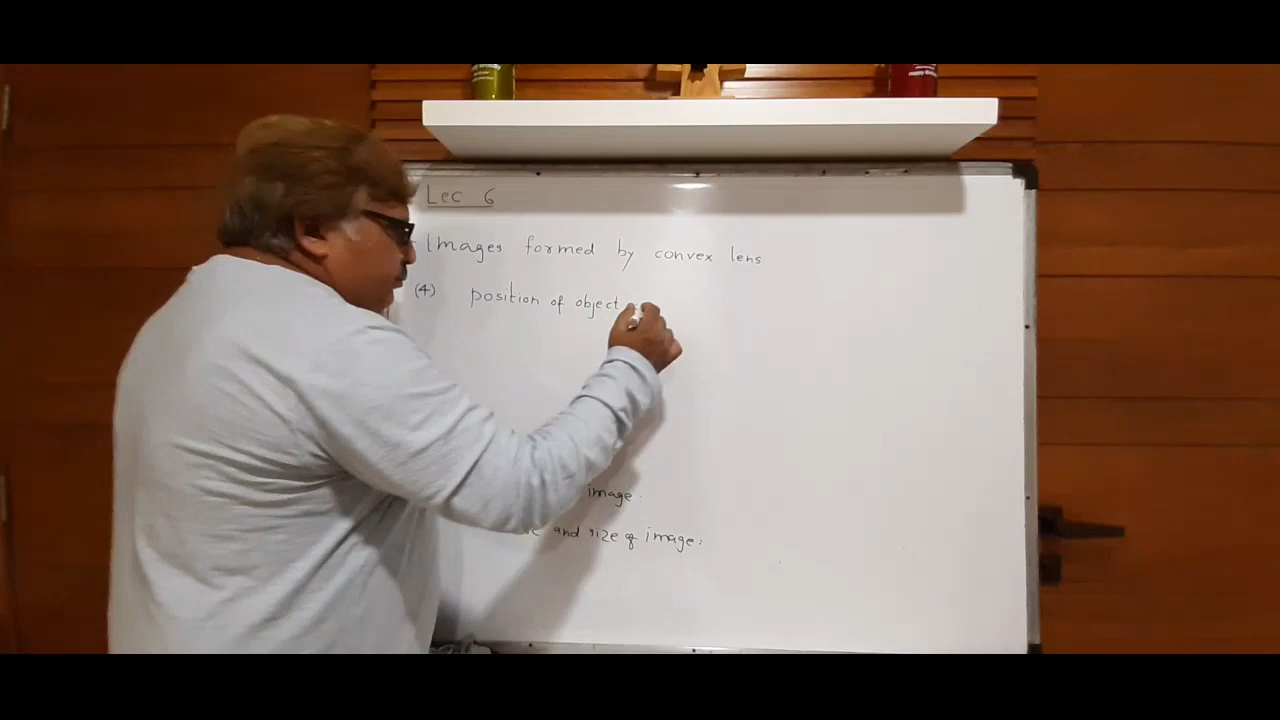 Lec 6
Images formed by convex lens
(4) position of object
image:
and size of image: